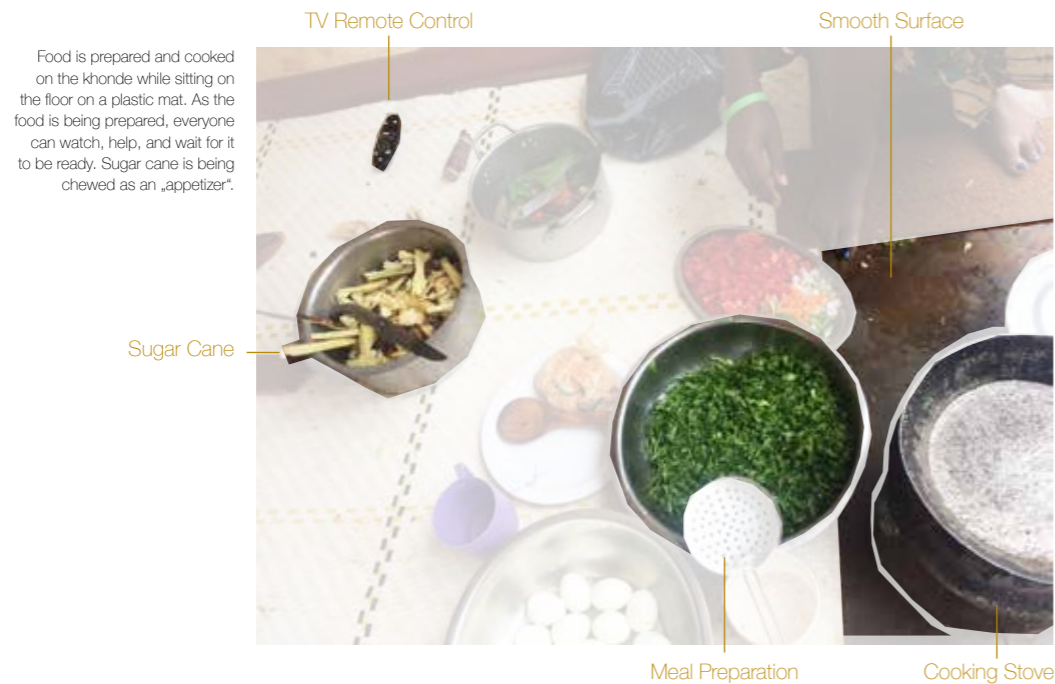 TV Remote Control
Smooth Surface
Food is prepared and cooked
on the khonde while sitting on
the floor on a plastic mat. As the
food is being prepared, everyone
can watch, help, and wait for it
to be ready. Sugar cane is being
chewed as an „appetizer“.
Sugar Cane
Meal Preparation
Cooking Stove